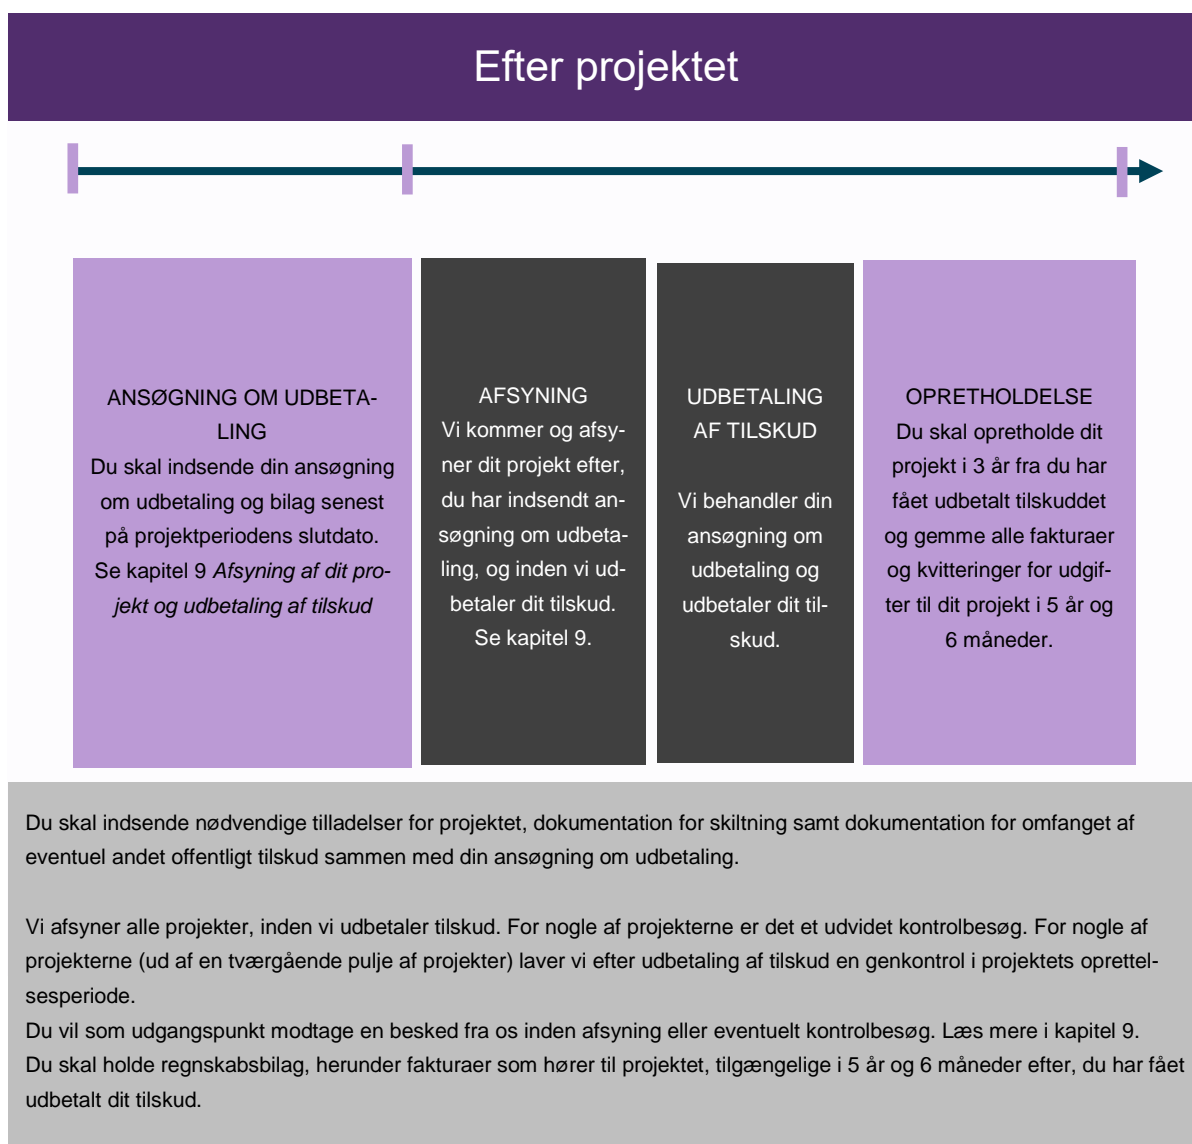 Efter projektet
ANSØGNING OM UDBETA-
LING
Du skal indsende din ansøgning
om udbetaling og bilag senest
på projektperiodens slutdato.
Se kapitel 9 Afsyning af dit pro-
jekt og udbetaling af tilskud
AFSYNING
Vi kommer og afsy-
ner dit projekt efter,
du har indsendt an-
søgning om udbeta-
ling, og inden vi ud-
betaler dit tilskud.
Se kapitel 9.
UDBETALING
AF TILSKUD
Vi behandler din
ansøgning om
udbetaling og
udbetaler dit til-
skud.
OPRETHOLDELSE
Du skal opretholde dit
projekt i 3 år fra du har
fået udbetalt tilskuddet
og gemme alle fakturaer
og kvitteringer for udgif-
ter til dit projekt i 5 år og
6 måneder.
Du skal indsende nødvendige tilladelser for projektet, dokumentation for skiltning samt dokumentation for omfanget af
eventuel andet offentligt tilskud sammen med din ansøgning om udbetaling.
Vi afsyner alle projekter, inden vi udbetaler tilskud. For nogle af projekterne er det et udvidet kontrolbesøg. For nogle af
projekterne (ud af en tværgående pulje af projekter) laver vi efter udbetaling af tilskud en genkontrol i projektets oprettel-
sesperiode.
Du vil som udgangspunkt modtage en besked fra os inden afsyning eller eventuelt kontrolbesøg. Læs mere i kapitel 9.
Du skal holde regnskabsbilag, herunder fakturaer som hører til projektet, tilgængelige i 5 år og 6 måneder efter, du har fået
udbetalt dit tilskud.